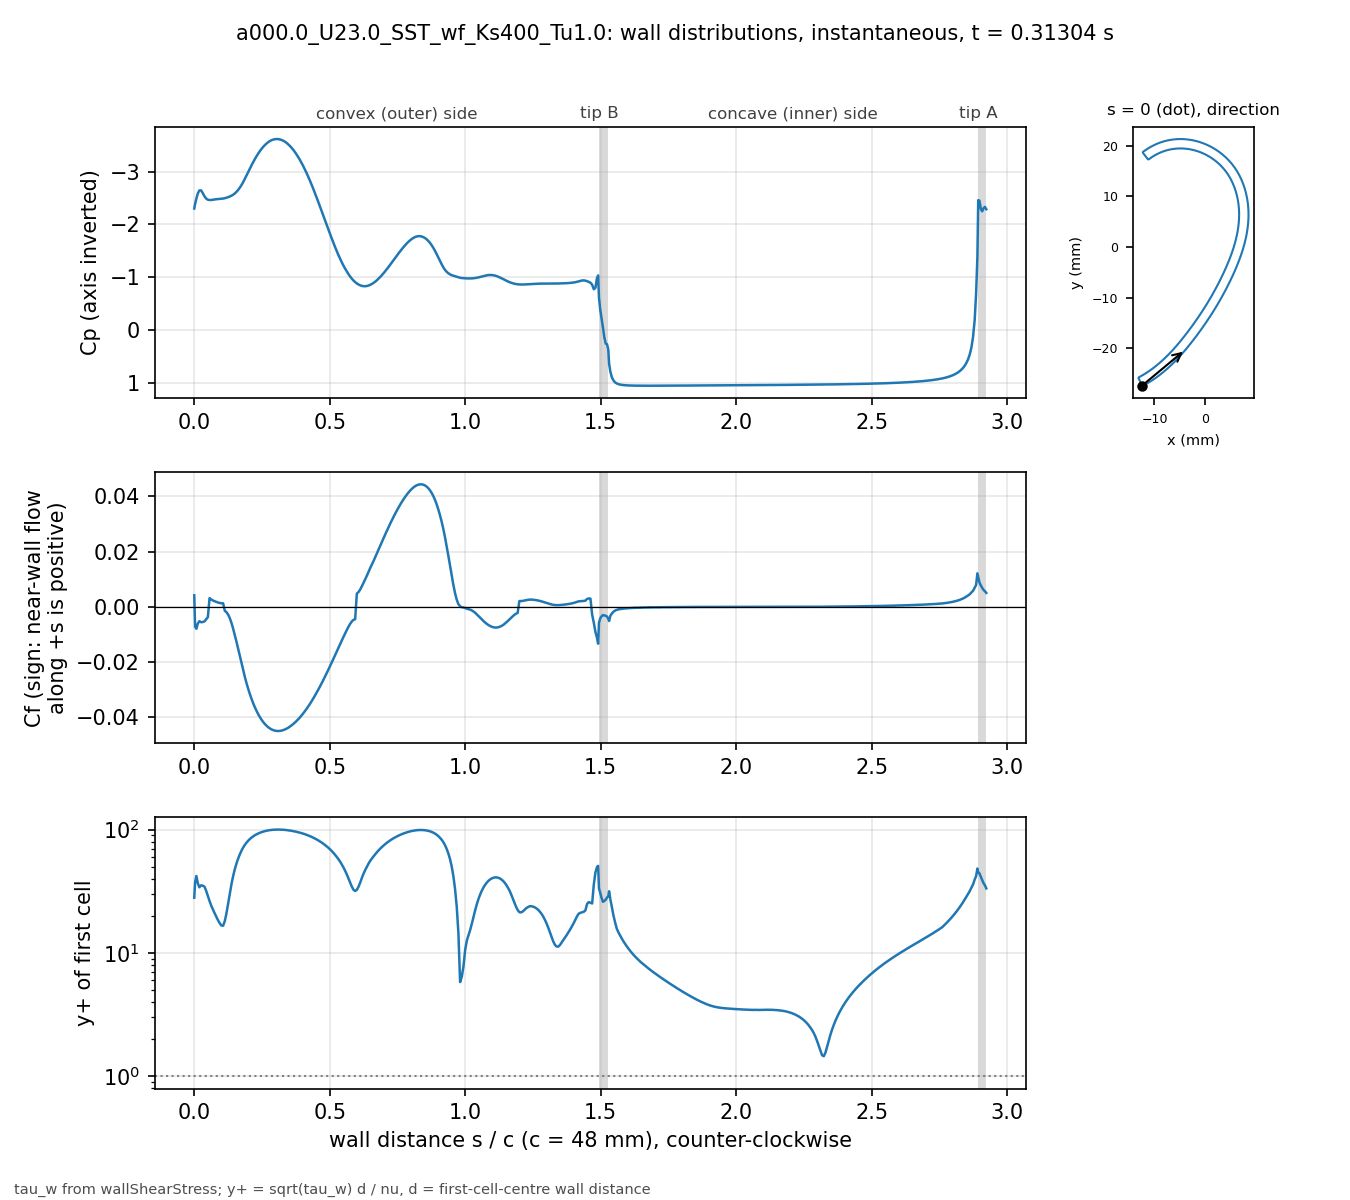 a000.0_U23.0_SST_wf_Ks400_Tu1.0: wall distributions, instantaneous, t = 0.31304 s
convex (outer) side
tip B
concave (inner) side
tip A
s = 0 (dot), direction
Cp (axis inverted)
−3
−2
−1
0
1
0.0
0.5
1.0
1.5
2.0
2.5
3.0
y (mm)
20
10
0
−10
−20
−10
0
x (mm)
Cf (sign: near-wall flow
along +s is positive)
0.04
0.02
0.00
−0.02
−0.04
0.0
0.5
1.0
1.5
2.0
2.5
3.0
y+ of first cell
10²
10¹
10⁰
0.0
0.5
1.0
1.5
2.0
2.5
3.0
wall distance s / c (c = 48 mm), counter-clockwise
tau_w from wallShearStress; y+ = sqrt(tau_w) d / nu, d = first-cell-centre wall distance